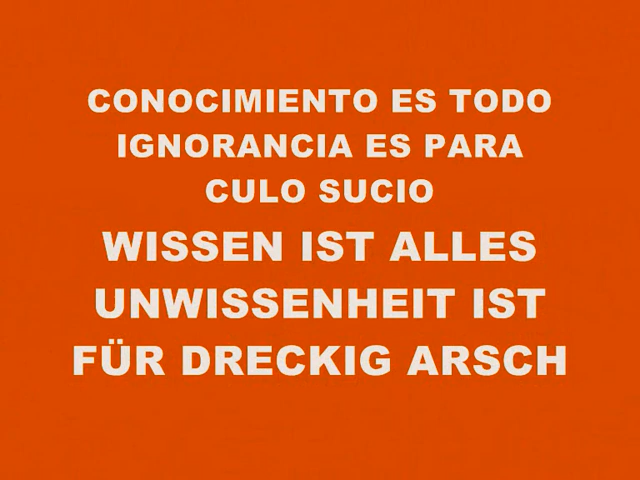 CONOCIMIENTO ES TODO
IGNORANCIA ES PARA
CULO SUCIO
WISSEN IST ALLES
UNWISSENHEIT IST
FÜR DRECKIG ARSCH